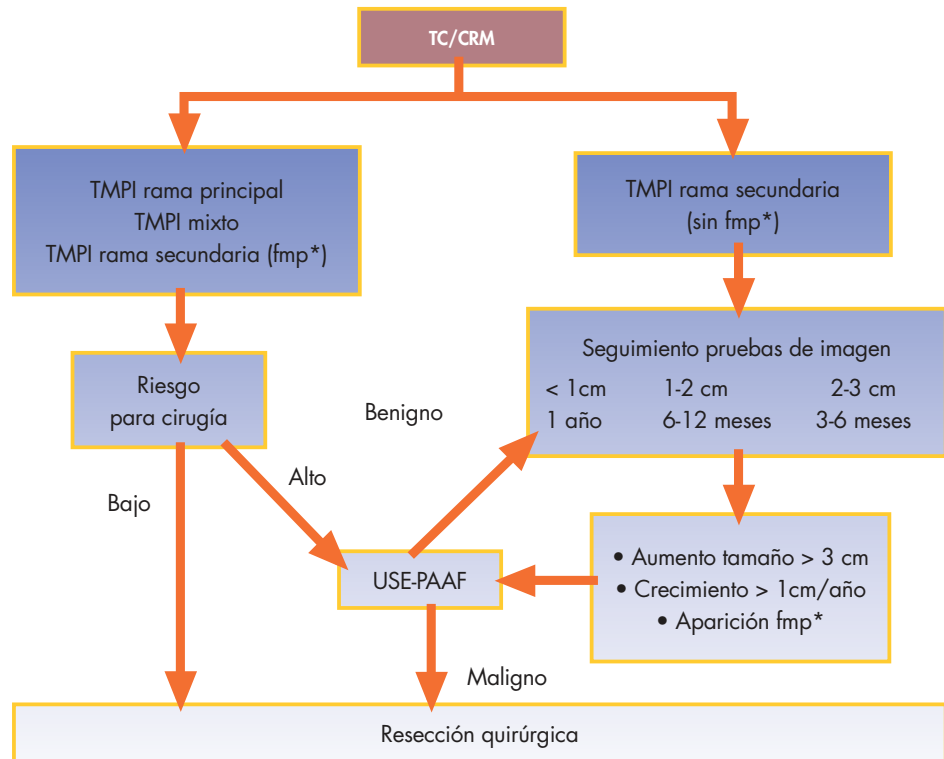 TC/CRM
TMPI rama principal
TMPI mixto
TMPI rama secundaria (fmp*)
TMPI rama secundaria
(sin fmp*)
Riesgo
para cirugía
Seguimiento pruebas de imagen
< 1cm 1-2 cm 2-3 cm
1 año 6-12 meses 3-6 meses
Benigno
Alto
Bajo
USE-PAAF
• Aumento tamaño > 3 cm
• Crecimiento > 1cm/año
• Aparición fmp*
Maligno
Resección quirúrgica